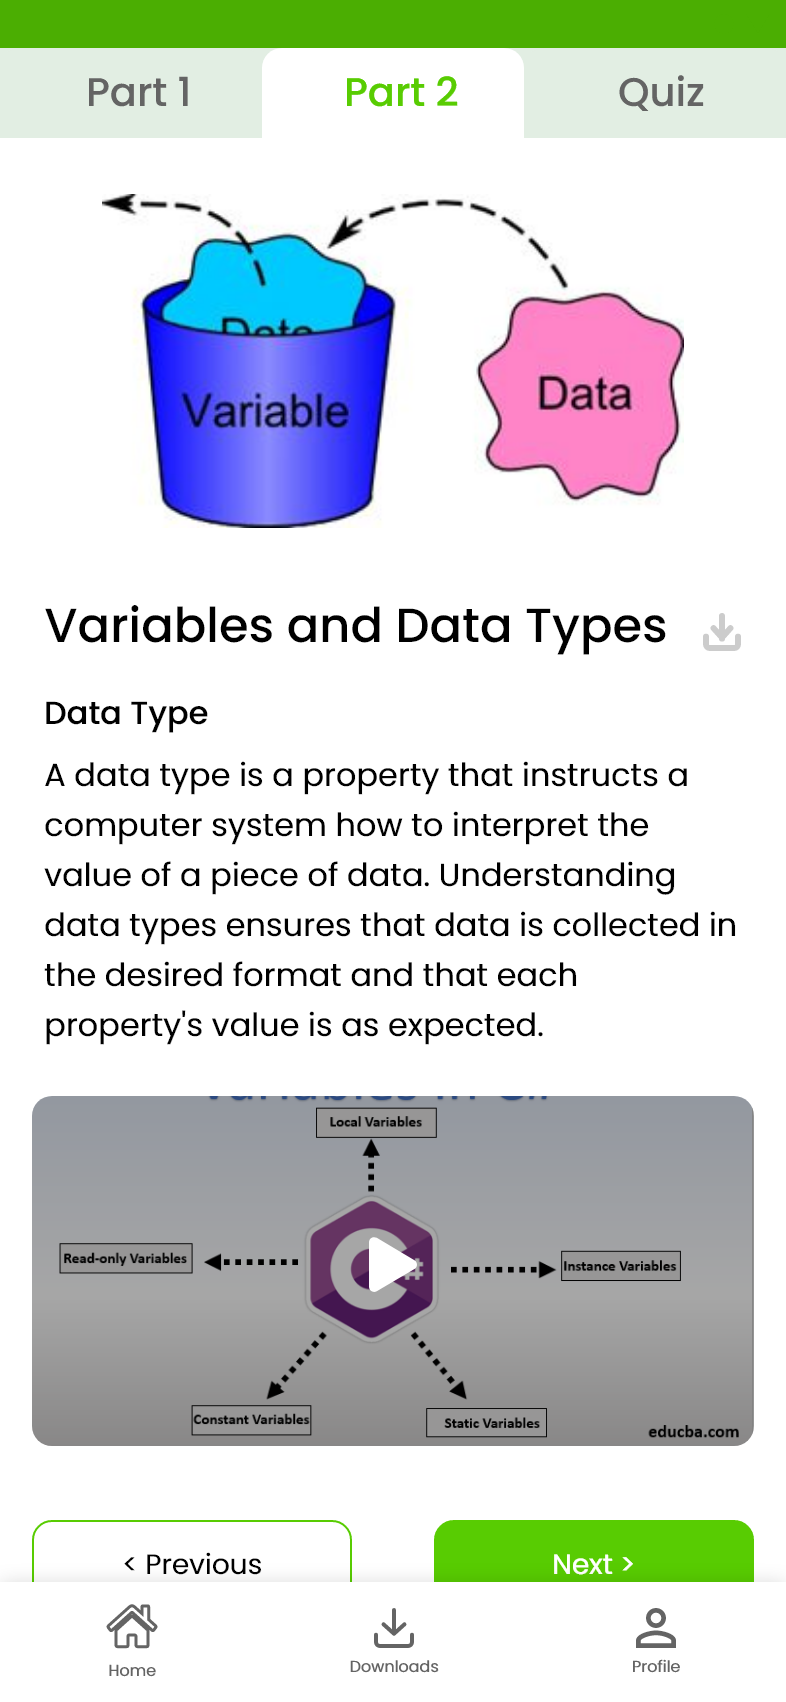 Part 1
Part 2
Quiz
Data
Variable
Data
Variables and Data Types
Data Type
A data type is a property that instructs a
computer system how to interpret the
value of a piece of data. Understanding
data types ensures that data is collected in
the desired format and that each
property's value is as expected.
Variables in C#
Local Variables
Read-only Variables
C#
Instance Variables
Constant Variables
Static Variables
educba.com
< Previous
Next >
Home
Downloads
Profile